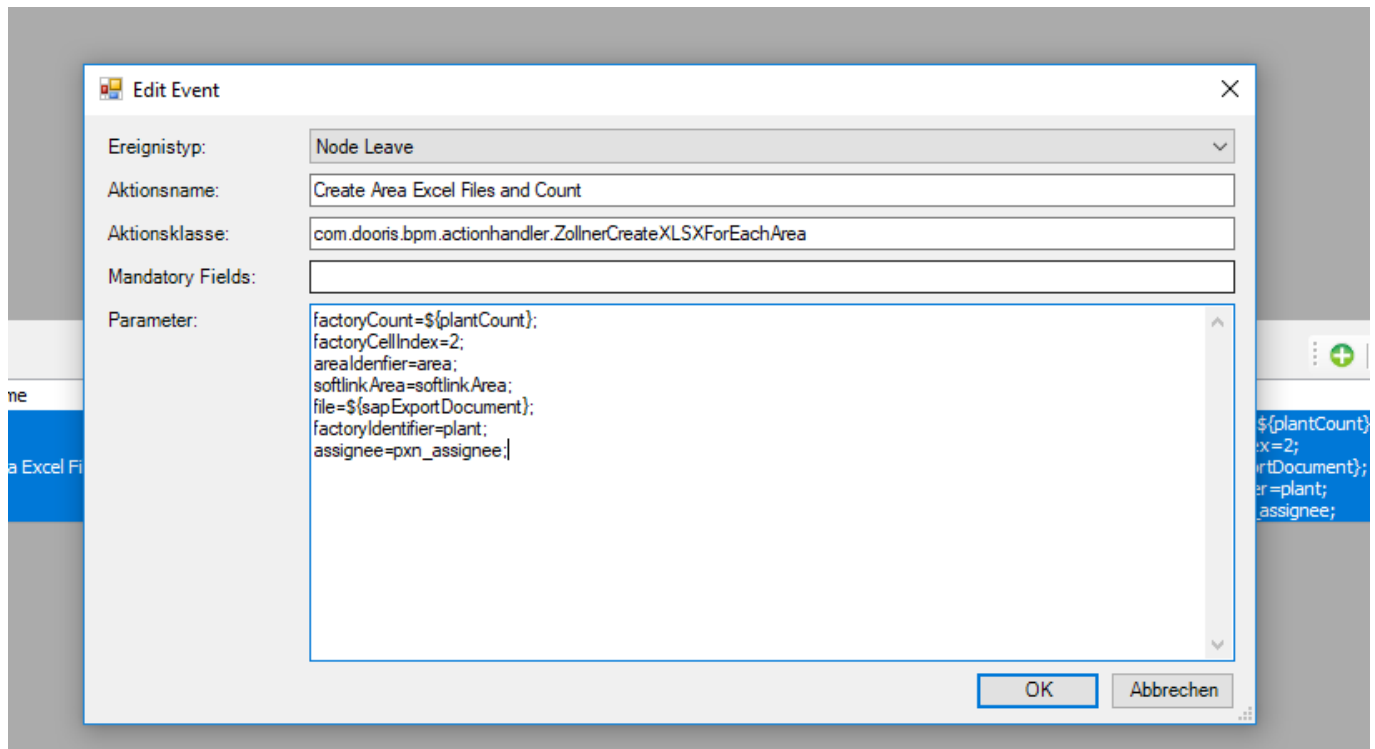 Edit Event
Ereignistyp:
Node Leave
Aktionsname:
Create Area Excel Files and Count
Aktionsklasse:
com.dooris.bpm.actionhandler.ZollnerCreateXLSXForEachArea
Mandatory Fields:
Parameter:
factoryCount=${plantCount};
factoryCellIndex=2;
areaIdenfier=area;
softlinkArea=softlinkArea;
file=${sapExportDocument};
factoryIdentifier=plant;
assignee=pxn_assignee;
me
a Excel Fi
${plantCount}
x=2;
rtDocument};
er=plant;
_assignee;
OK
Abbrechen